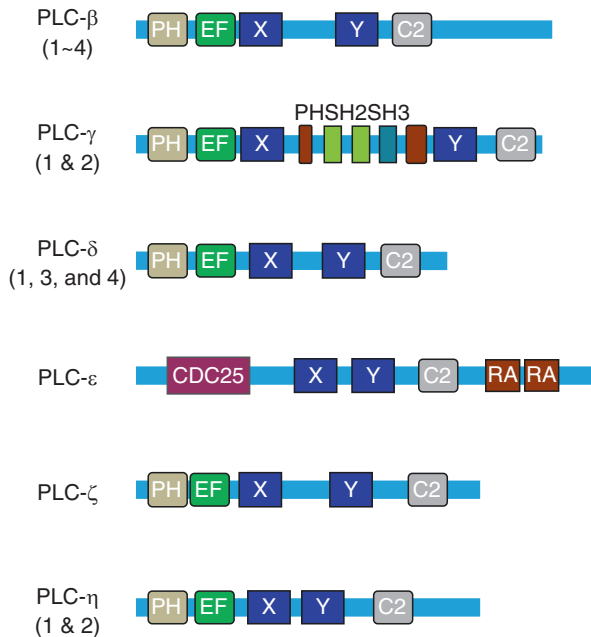 PLC-β
(1~4)
PH EF X Y C2
PHSH2SH3
PLC-γ
(1 & 2)
PH EF X Y C2
PLC-δ
(1, 3, and 4)
PH EF X Y C2
PLC-ε
CDC25 X Y C2 RA RA
PLC-ζ
PH EF X Y C2
PLC-η
(1 & 2)
PH EF X Y C2